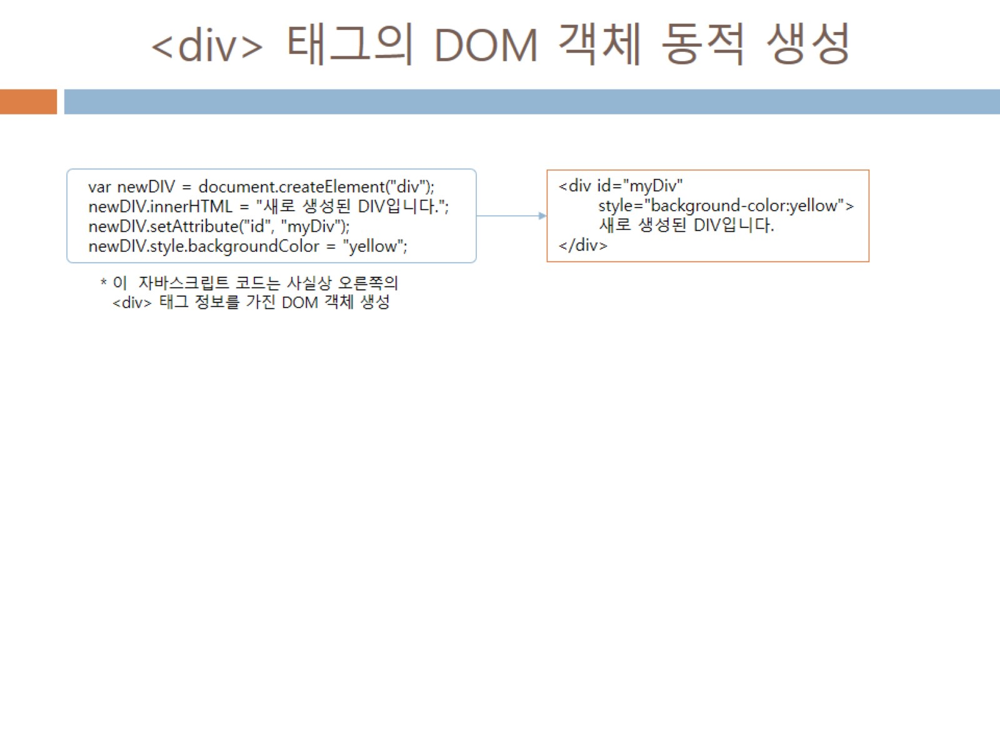 <div> 태그의 DOM 객체 동적 생성
var newDIV = document.createElement("div");
newDIV.innerHTML = "새로 생성된 DIV입니다.";
newDIV.setAttribute("id", "myDiv");
newDIV.style.backgroundColor = "yellow";
* 이 자바스크립트 코드는 사실상 오른쪽의
<div> 태그 정보를 가진 DOM 객체 생성
<div id="myDiv"
style="background-color:yellow">
새로 생성된 DIV입니다.
</div>